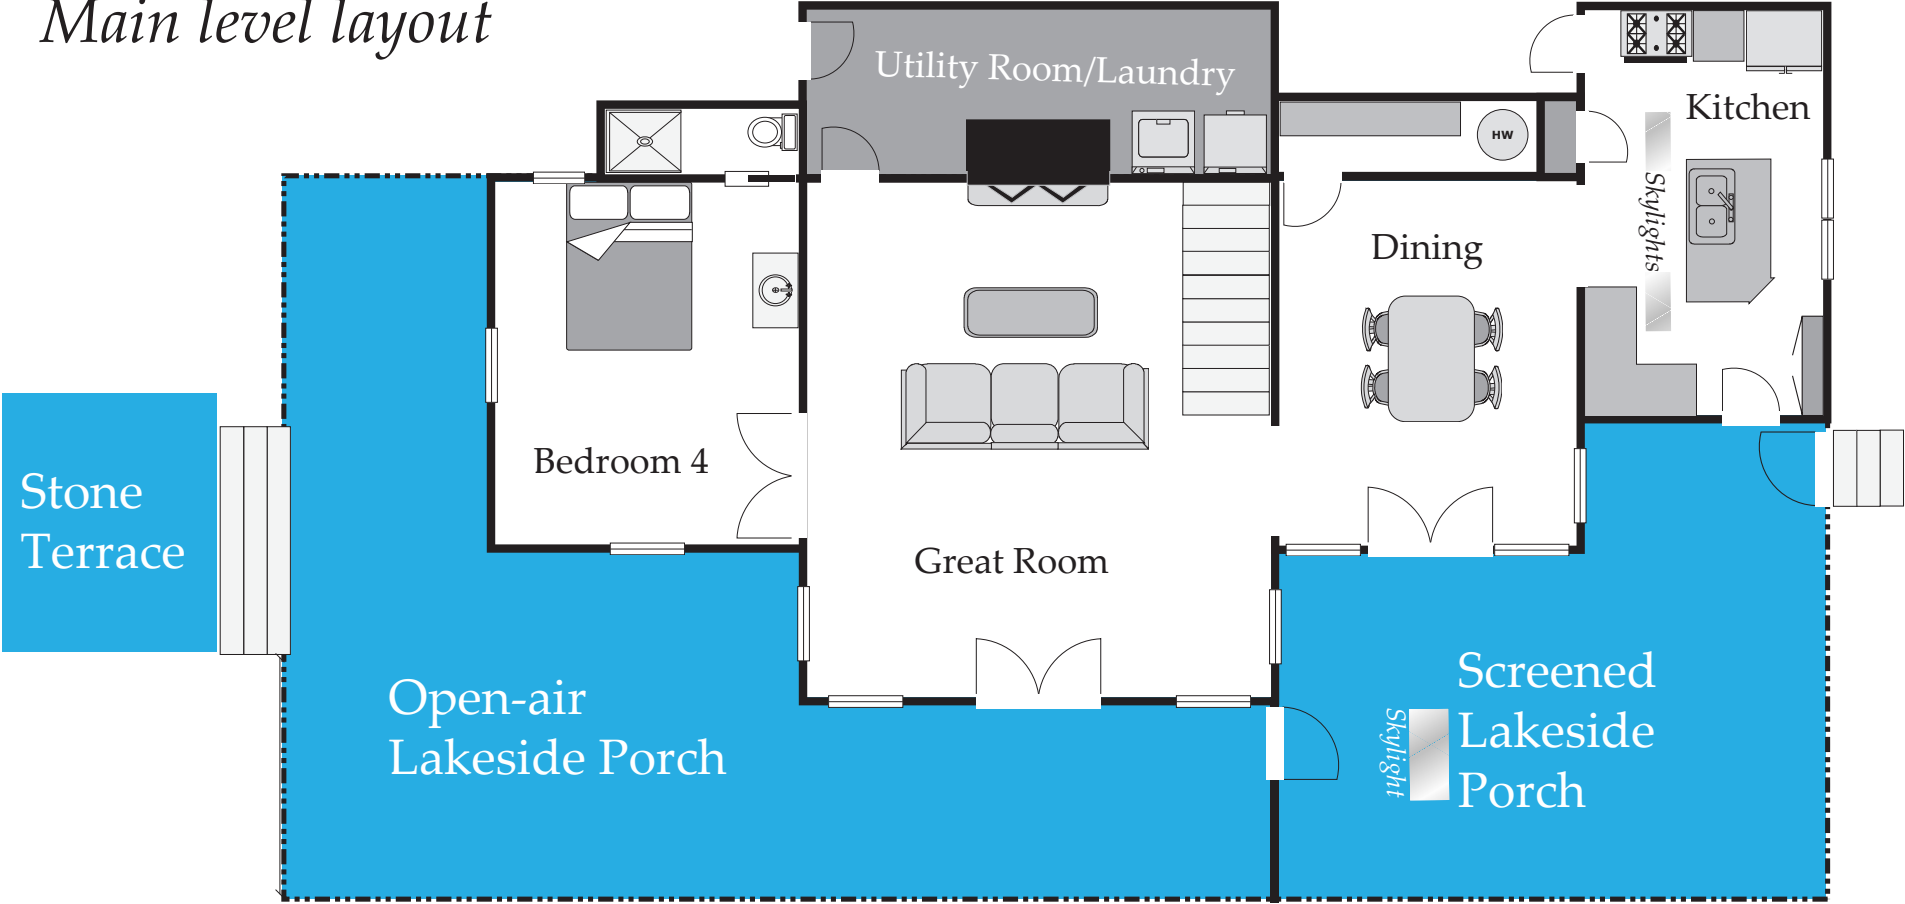 Main level layout
Utility Room/Laundry
Kitchen
HW
Skylights
Dining
Bedroom 4
Stone
Terrace
Great Room
Open-air
Lakeside Porch
Screened
Lakeside
Porch
Skylight